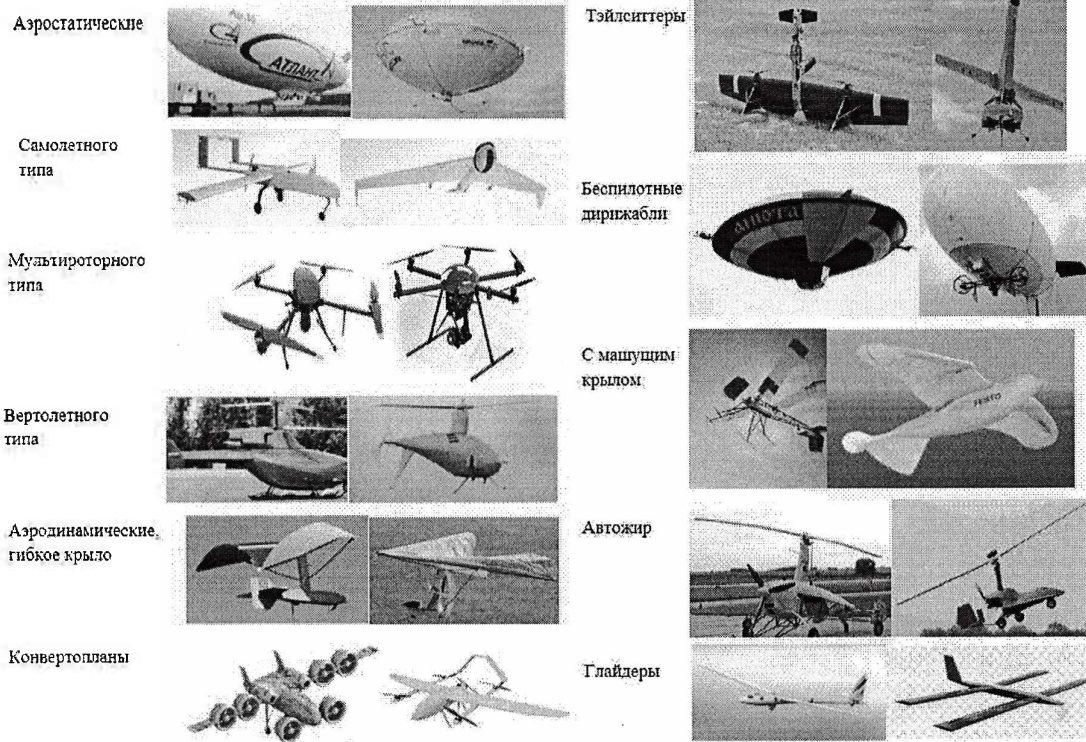 Аэростатические
АТЛАНТ
Самолетного
типа
Мультироторного
типа
Вертолетного
типа
Аэродинамические,
гибкое крыло
Конвертопланы
Тэйлситтеры
Беспилотные
дирижабли
С машущим
крылом
FESTO
Автожир
Глайдеры